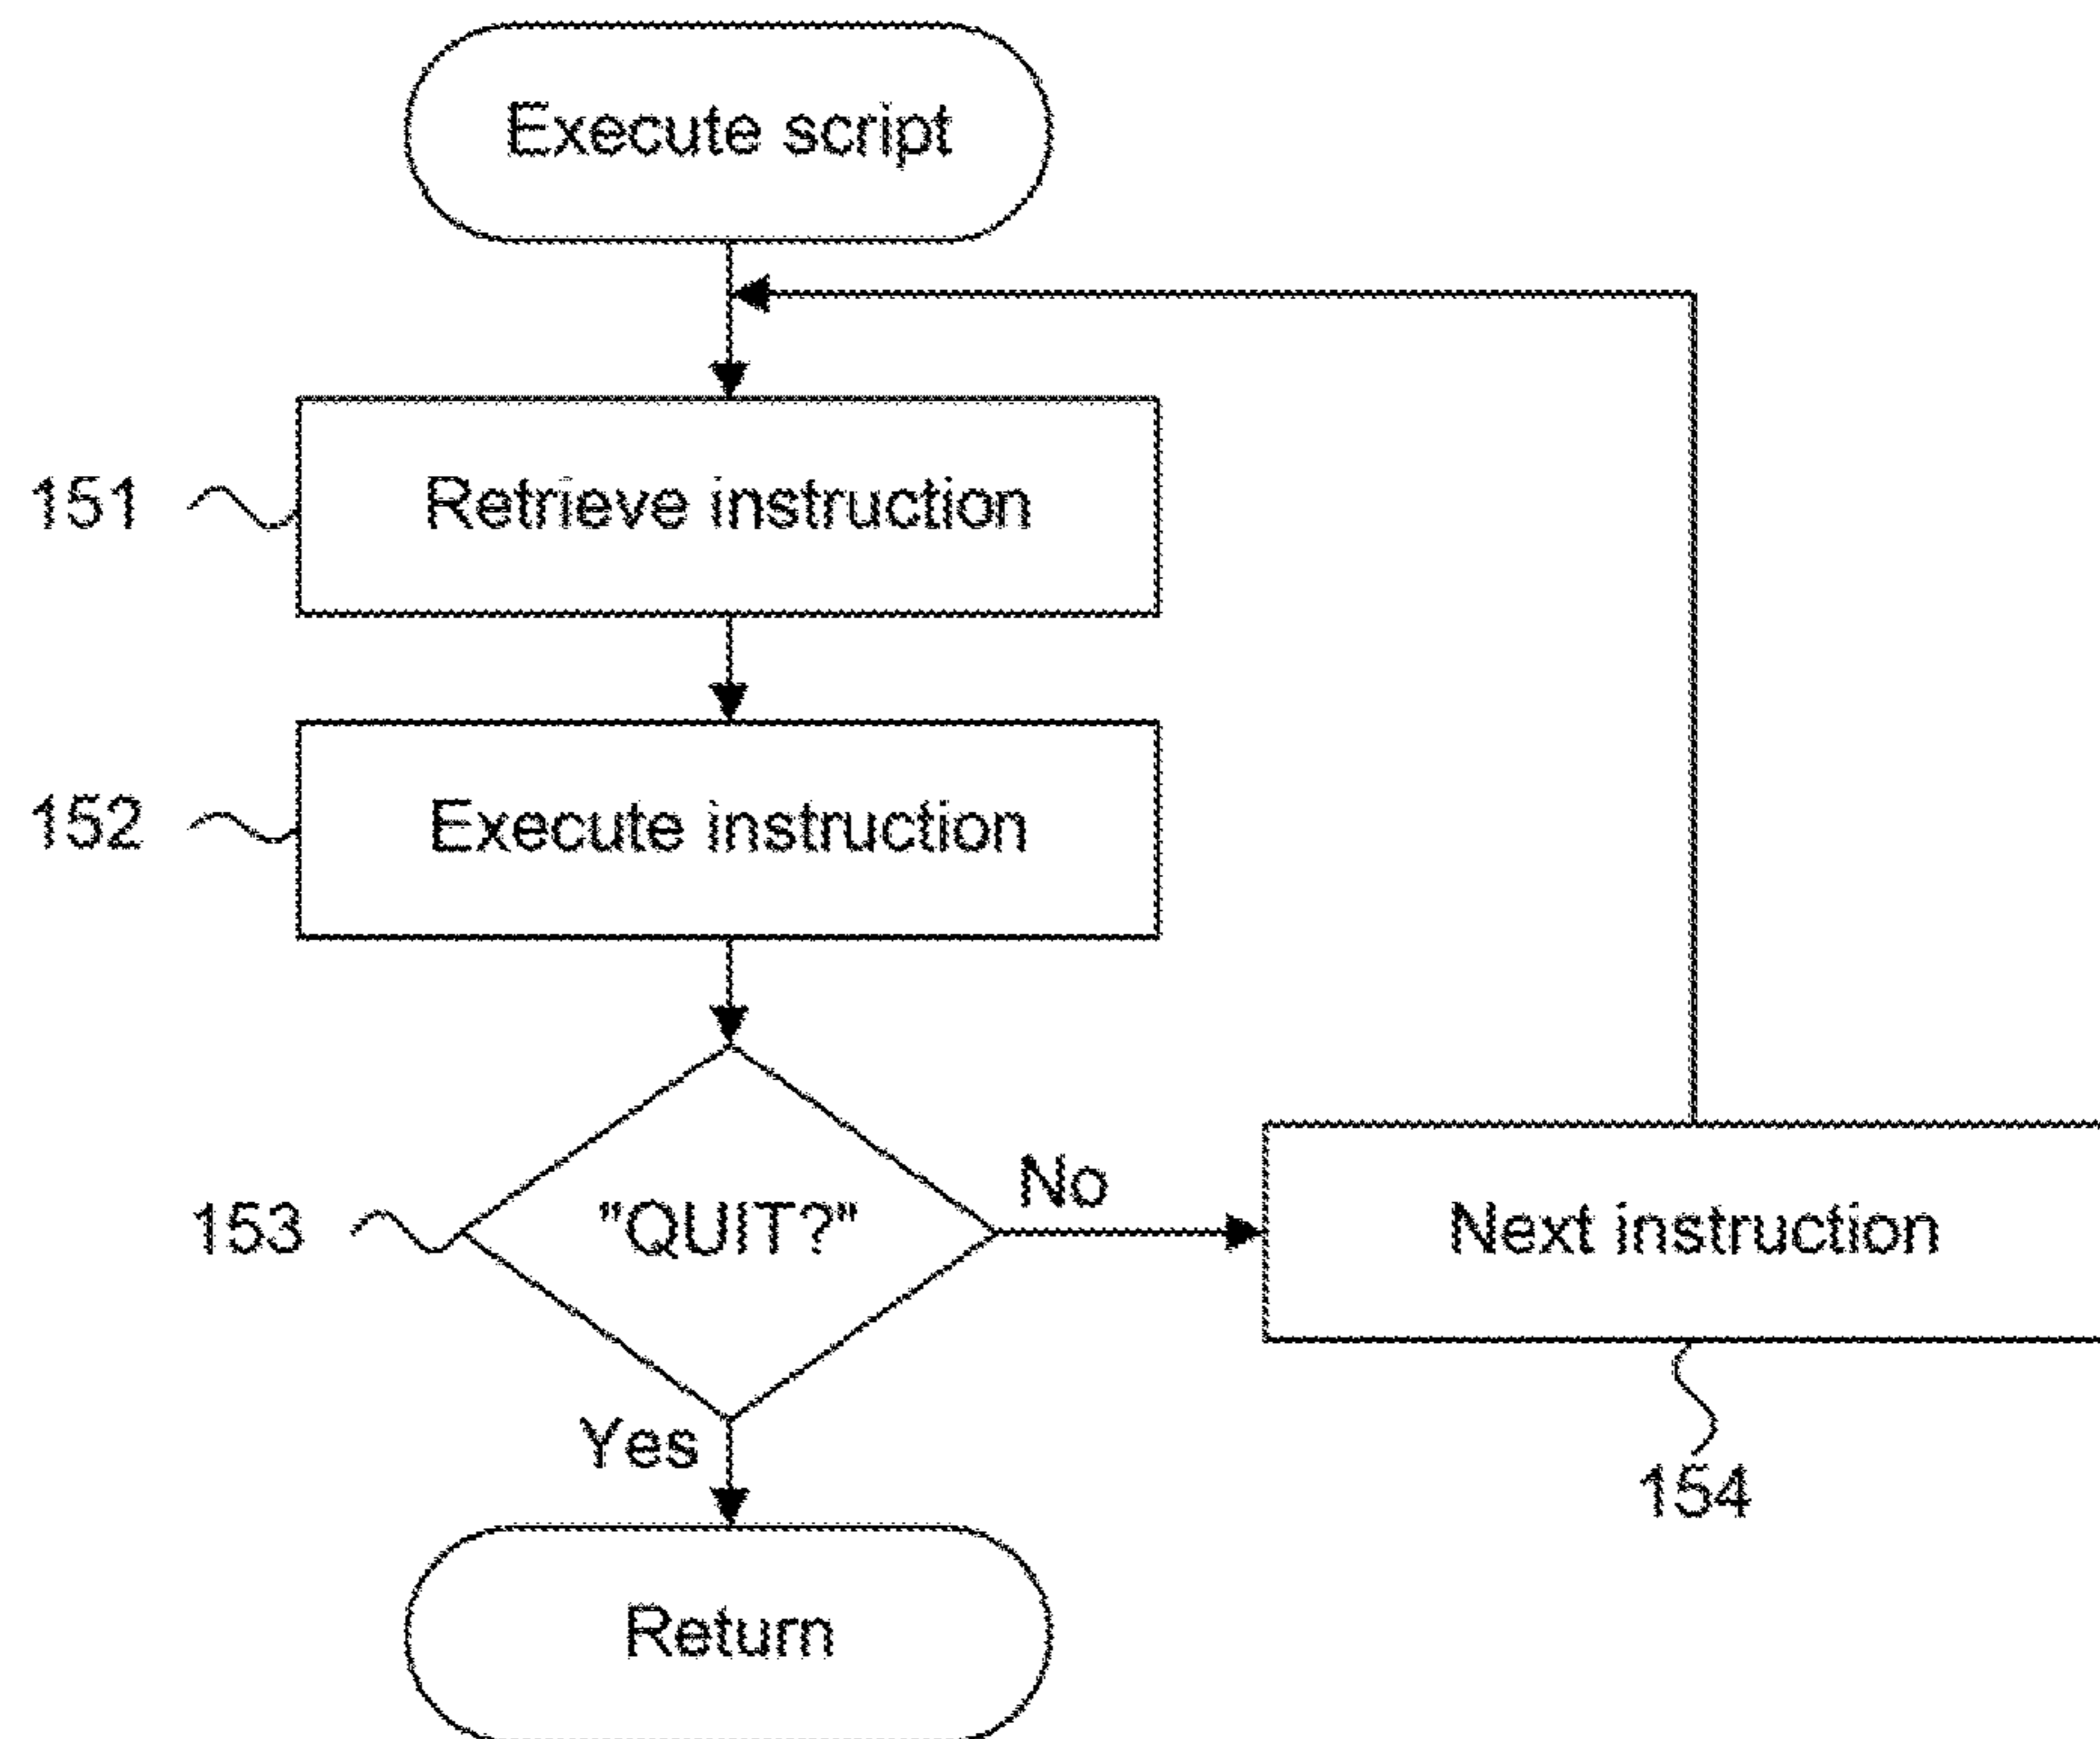 Execute script
151
Retrieve instruction
152
Execute instruction
153
"QUIT?"
No
Next instruction
Yes
154
Return